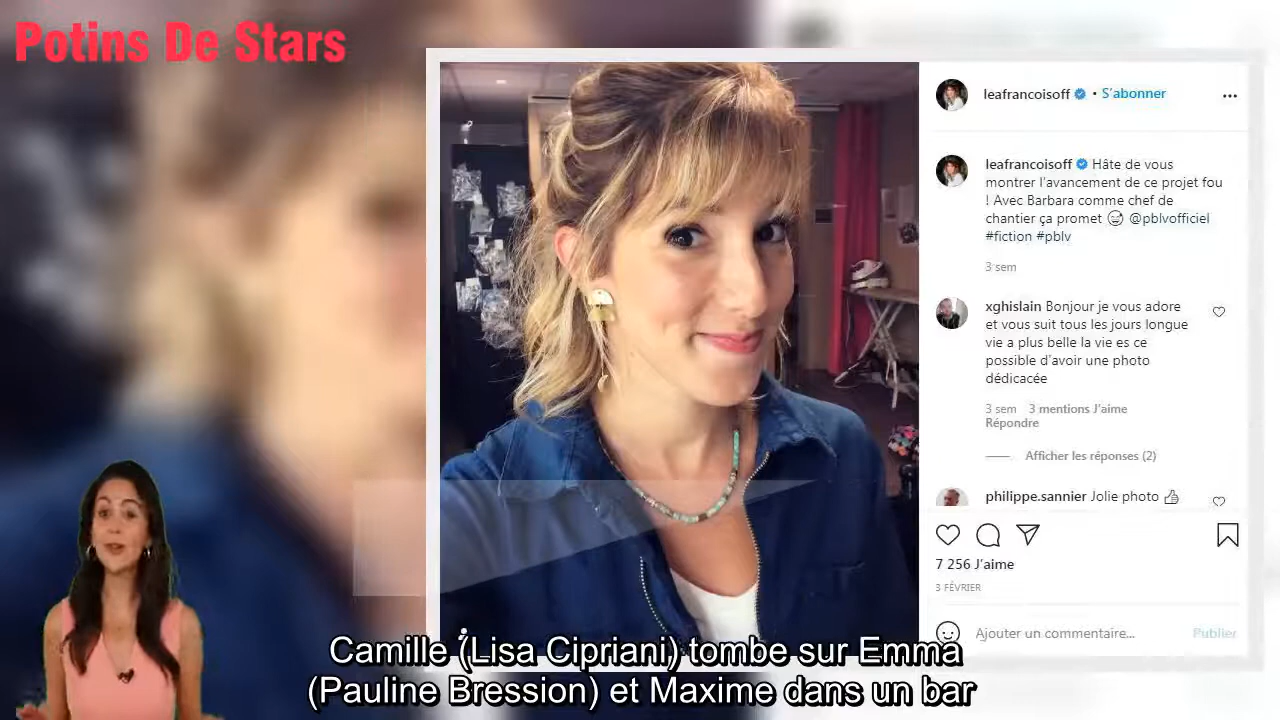 Potins De Stars
leafrancoisoff • S'abonner
leafrancoisoff Hâte de vous
montrer l'avancement de ce projet fou
! Avec Barbara comme chef de
chantier ça promet @pblvofficiel
#fiction #pblv
3 sem
xghislain Bonjour je vous adore
et vous suit tous les jours longue
vie a plus belle la vie es ce
possible d'avoir une photo
dédicacée
3 sem 3 mentions J'aime
Répondre
Afficher les réponses (2)
philippe.sannier Jolie photo
7 256 J'aime
3 FÉVRIER
Ajouter un commentaire... Publier
Camille (Lisa Cipriani) tombe sur Emma
(Pauline Bression) et Maxime dans un bar